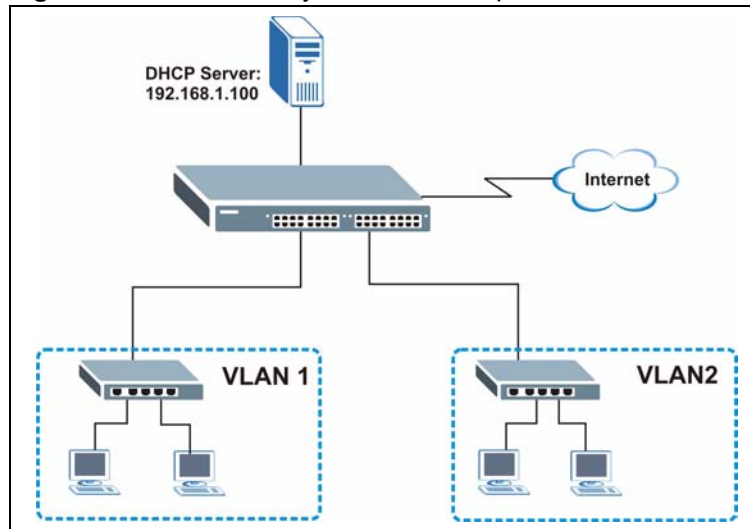 DHCP Server:
192.168.1.100
Internet
VLAN 1
VLAN2